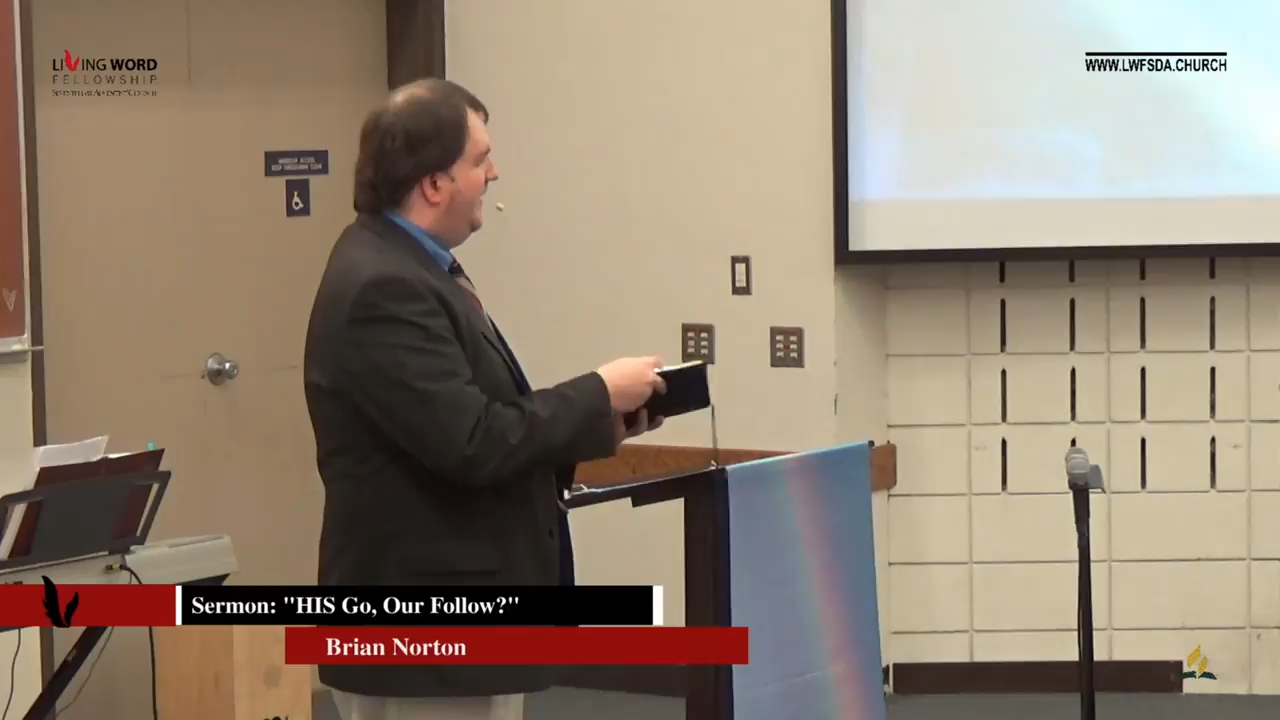 LIVING WORD
FELLOWSHIP
WWW.LWFSDA.CHURCH
Sermon: "HIS Go, Our Follow?"
Brian Norton